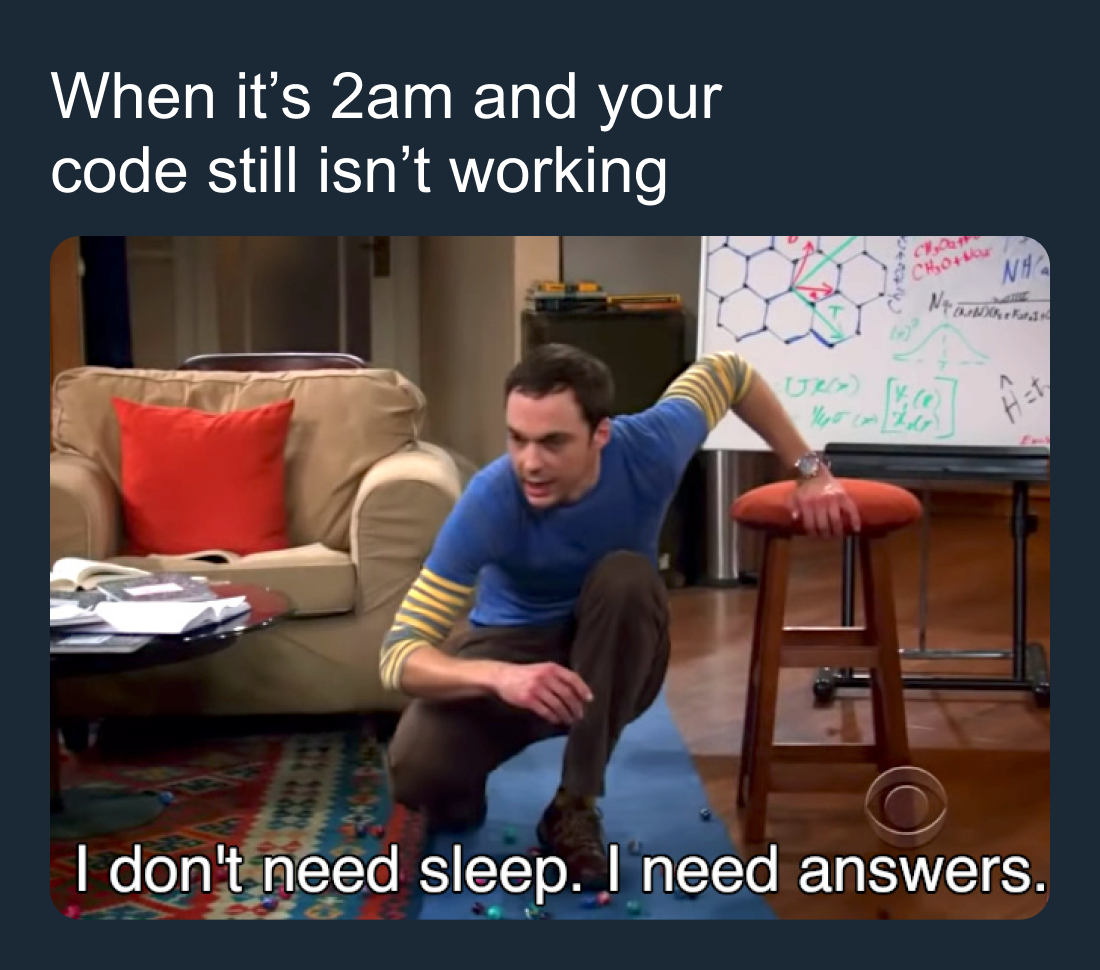 When it’s 2am and your
code still isn’t working
I don't need sleep. I need answers.